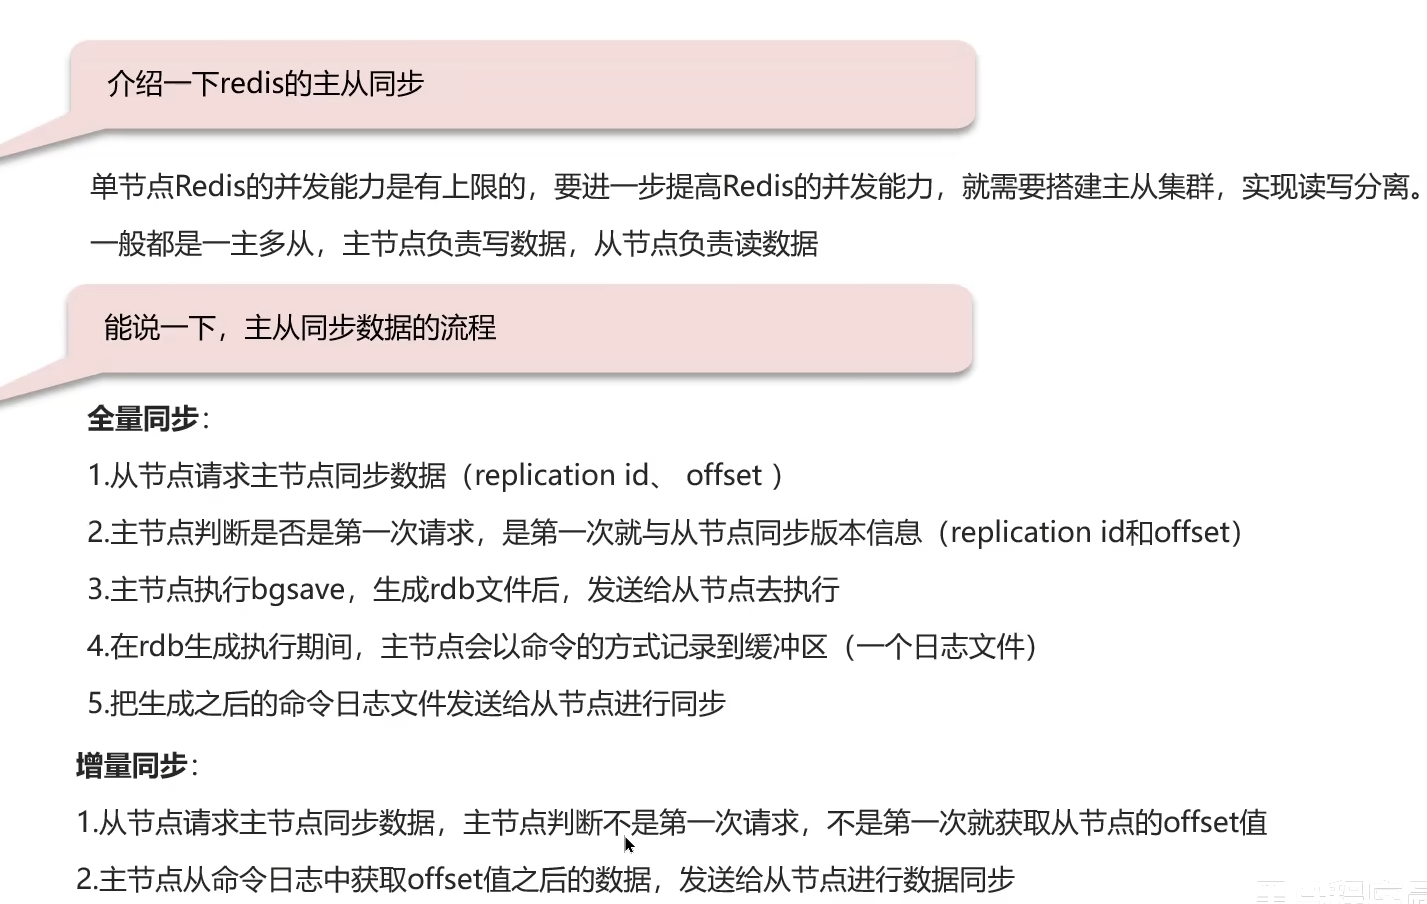 介绍一下redis的主从同步
单节点Redis的并发能力是有上限的，要进一步提高Redis的并发能力，就需要搭建主从集群，实现读写分离。
一般都是一主多从，主节点负责写数据，从节点负责读数据
能说一下，主从同步数据的流程
全量同步：
1.从节点请求主节点同步数据（replication id、 offset ）
2.主节点判断是否是第一次请求，是第一次就与从节点同步版本信息（replication id和offset）
3.主节点执行bgsave，生成rdb文件后，发送给从节点去执行
4.在rdb生成执行期间，主节点会以命令的方式记录到缓冲区（一个日志文件）
5.把生成之后的命令日志文件发送给从节点进行同步
增量同步：
1.从节点请求主节点同步数据，主节点判断不是第一次请求，不是第一次就获取从节点的offset值
2.主节点从命令日志中获取offset值之后的数据，发送给从节点进行数据同步